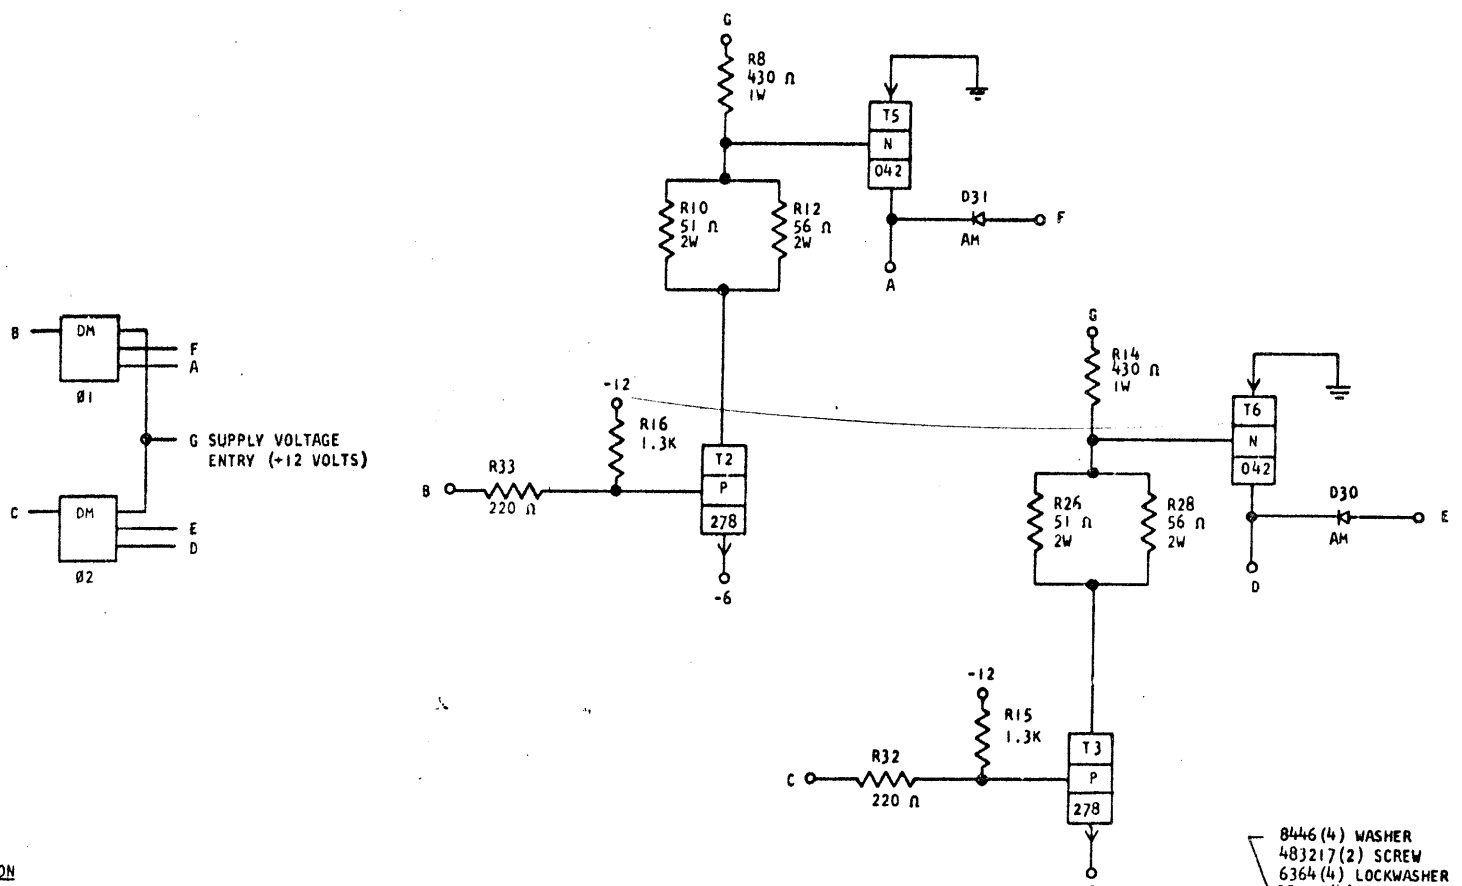 G
R8
430 Ω
1W
T5
N
042
D31
AM
F
A
R10
51 Ω
2W
R12
56 Ω
2W
B
DM
F
A
Ø1
G SUPPLY VOLTAGE
ENTRY (+12 VOLTS)
C
DM
E
D
Ø2
-12
R16
1.3K
B
R33
220 Ω
T2
P
278
-6
G
R14
430 Ω
1W
T6
N
042
D30
AM
E
D
R26
51 Ω
2W
R28
56 Ω
2W
-12
R15
1.3K
C
R32
220 Ω
T3
P
278
8446(4) WASHER
483217(2) SCREW
6364(4) LOCKWASHER
ON